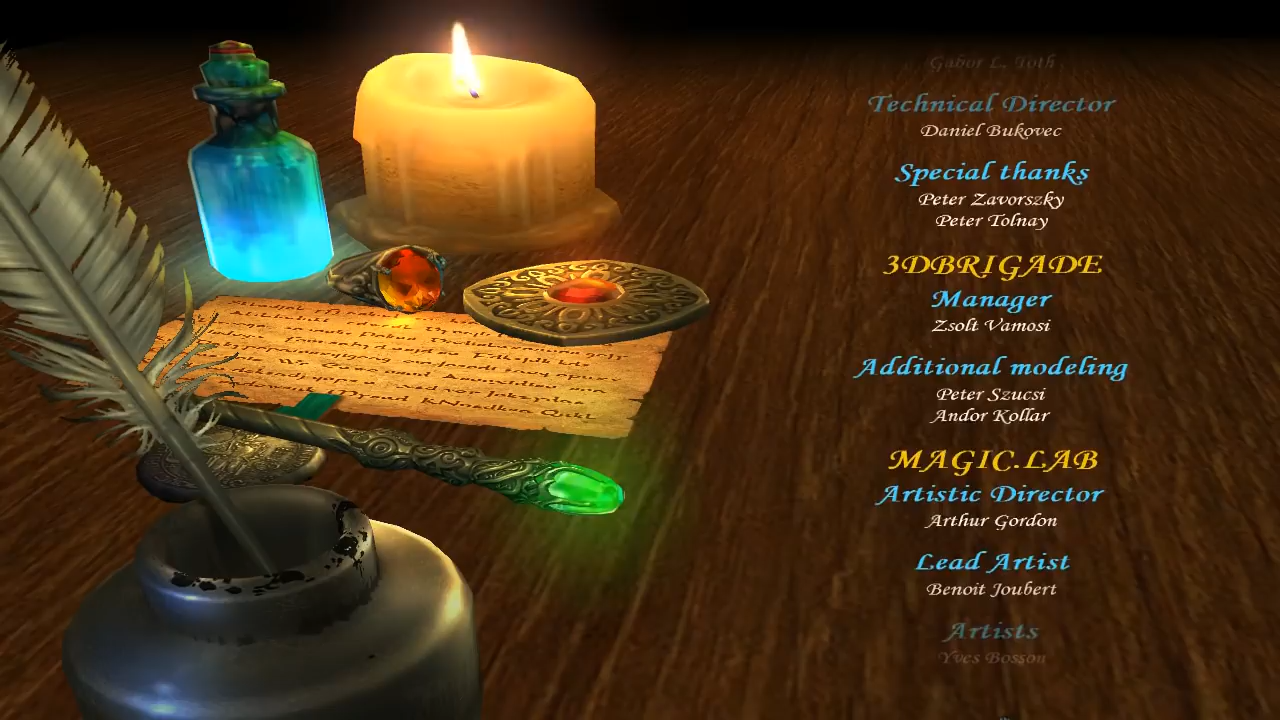 Gabor L. Toth
Technical Director
Daniel Bukovec
Special thanks
Peter Zavorszky
Peter Tolnay
3DBRIGADE
Manager
Zsolt Vamosi
Additional modeling
Peter Szucsi
Andor Kollar
MAGIC.LAB
Artistic Director
Arthur Gordon
Lead Artist
Benoit Joubert
Artists
Yves Bosson